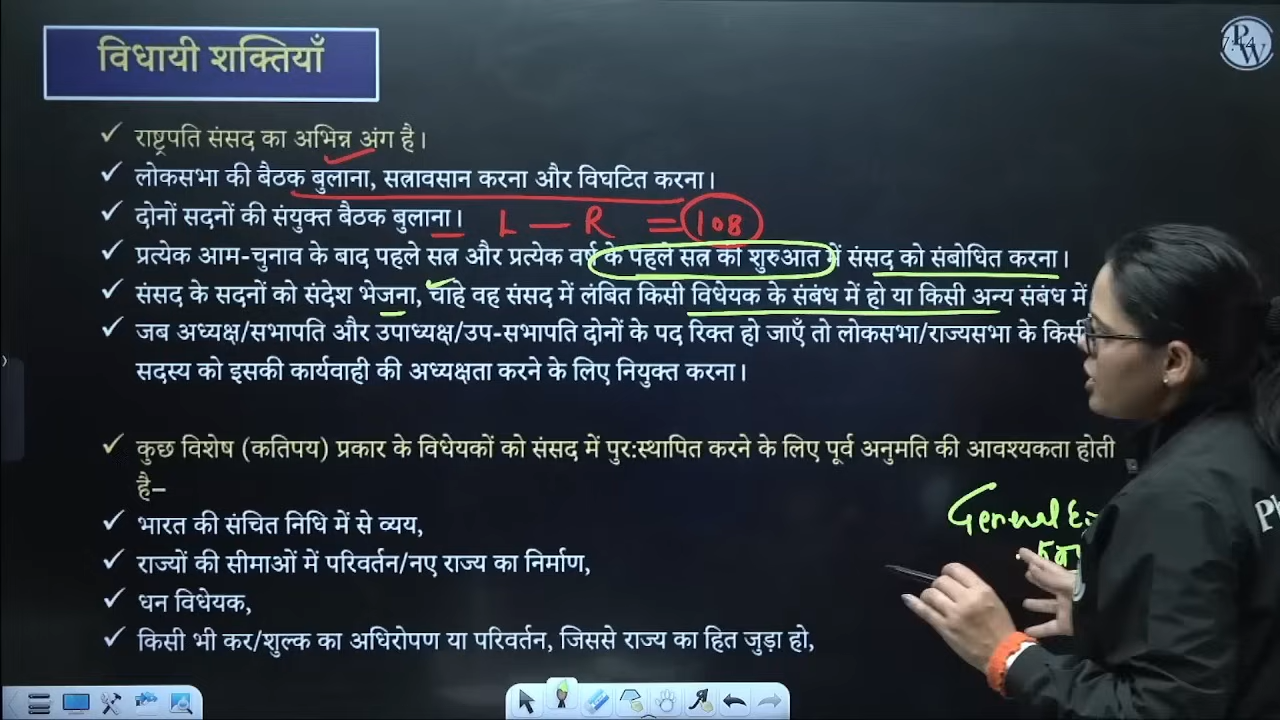 विधायी शक्तियाँ
PW
7:44
✓ राष्ट्रपति संसद का अभिन्न अंग है।
✓ लोकसभा की बैठक बुलाना, सत्रावसान करना और विघटित करना।
✓ दोनों सदनों की संयुक्त बैठक बुलाना। L — R = 108
✓ प्रत्येक आम-चुनाव के बाद पहले सत्र और प्रत्येक वर्ष के पहले सत्र की शुरुआत में संसद को संबोधित करना।
✓ संसद के सदनों को संदेश भेजना, चाहे वह संसद में लंबित किसी विधेयक के संबंध में हो या किसी अन्य संबंध में
✓ जब अध्यक्ष/सभापति और उपाध्यक्ष/उप-सभापति दोनों के पद रिक्त हो जाएँ तो लोकसभा/राज्यसभा के किसी
सदस्य को इसकी कार्यवाही की अध्यक्षता करने के लिए नियुक्त करना।
✓ कुछ विशेष (कतिपय) प्रकार के विधेयकों को संसद में पुर:स्थापित करने के लिए पूर्व अनुमति की आवश्यकता होती
है–
✓ भारत की संचित निधि में से व्यय,
General
✓ राज्यों की सीमाओं में परिवर्तन/नए राज्य का निर्माण,
✓ धन विधेयक,
✓ किसी भी कर/शुल्क का अधिरोपण या परिवर्तन, जिससे राज्य का हित जुड़ा हो,